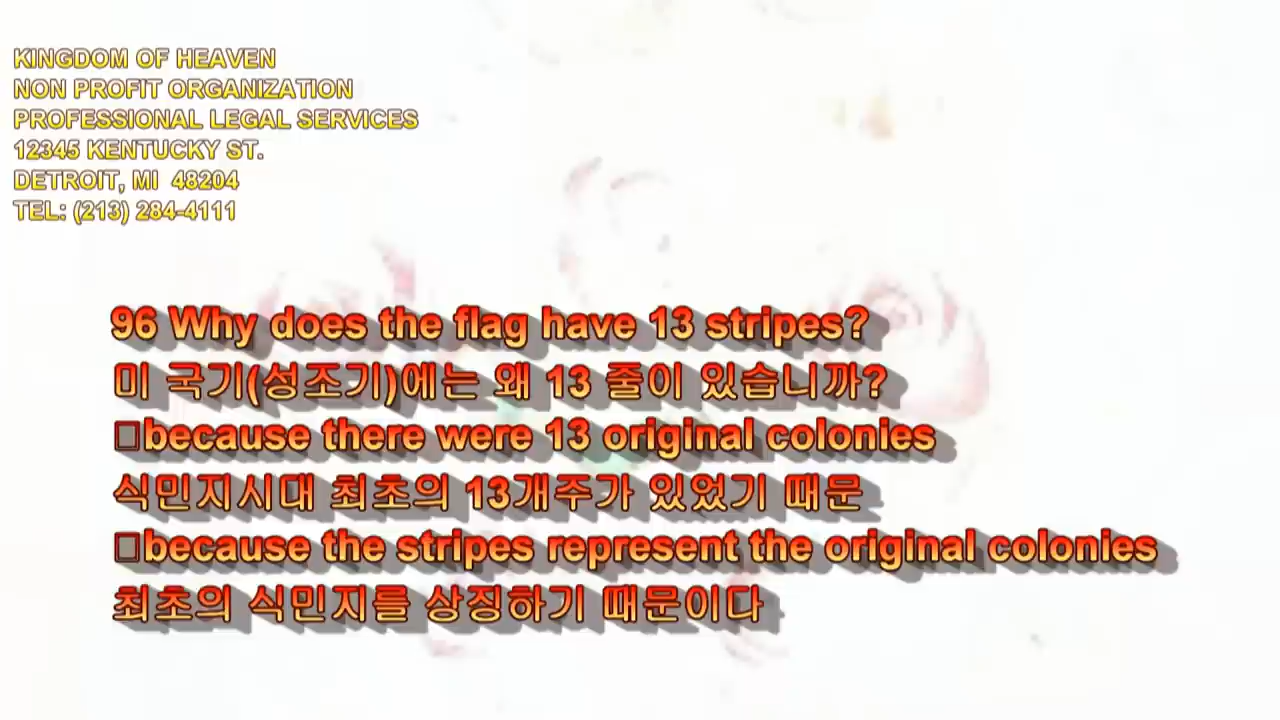 KINGDOM OF HEAVEN
NON PROFIT ORGANIZATION
PROFESSIONAL LEGAL SERVICES
12345 KENTUCKY ST.
DETROIT, MI  48204
TEL: (213) 284-4111
96 Why does the flag have 13 stripes?
미 국기(성조기)에는 왜 13 줄이 있습니까?
□because there were 13 original colonies
식민지시대 최초의 13개주가 있었기 때문
□because the stripes represent the original colonies
최초의 식민지를 상징하기 때문이다